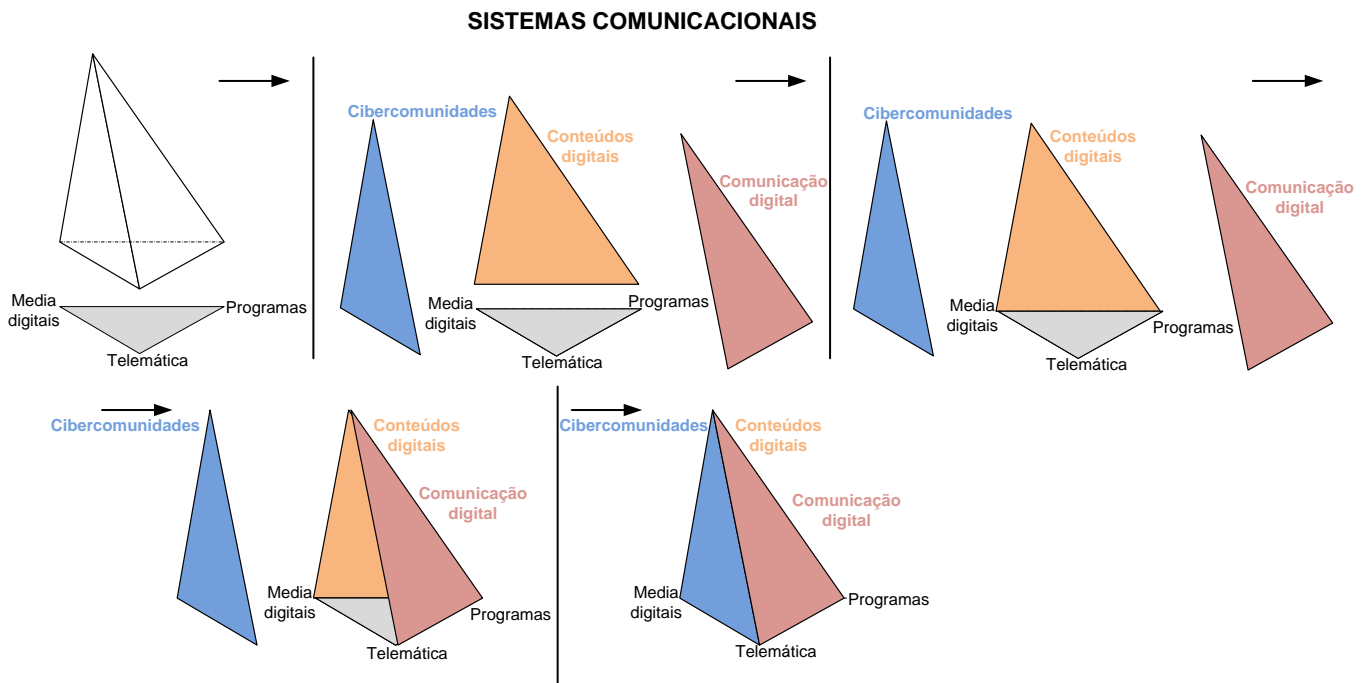 SISTEMAS COMUNICACIONAIS
Media
digitais
Programas
Telemática
Cibercomunidades
Conteúdos
digitais
Comunicação
digital
Media
digitais
Programas
Telemática
Cibercomunidades
Conteúdos
digitais
Comunicação
digital
Media
digitais
Programas
Telemática
Cibercomunidades
Conteúdos
digitais
Comunicação
digital
Media
digitais
Programas
Telemática
Cibercomunidades
Conteúdos
digitais
Comunicação
digital
Media
digitais
Programas
Telemática